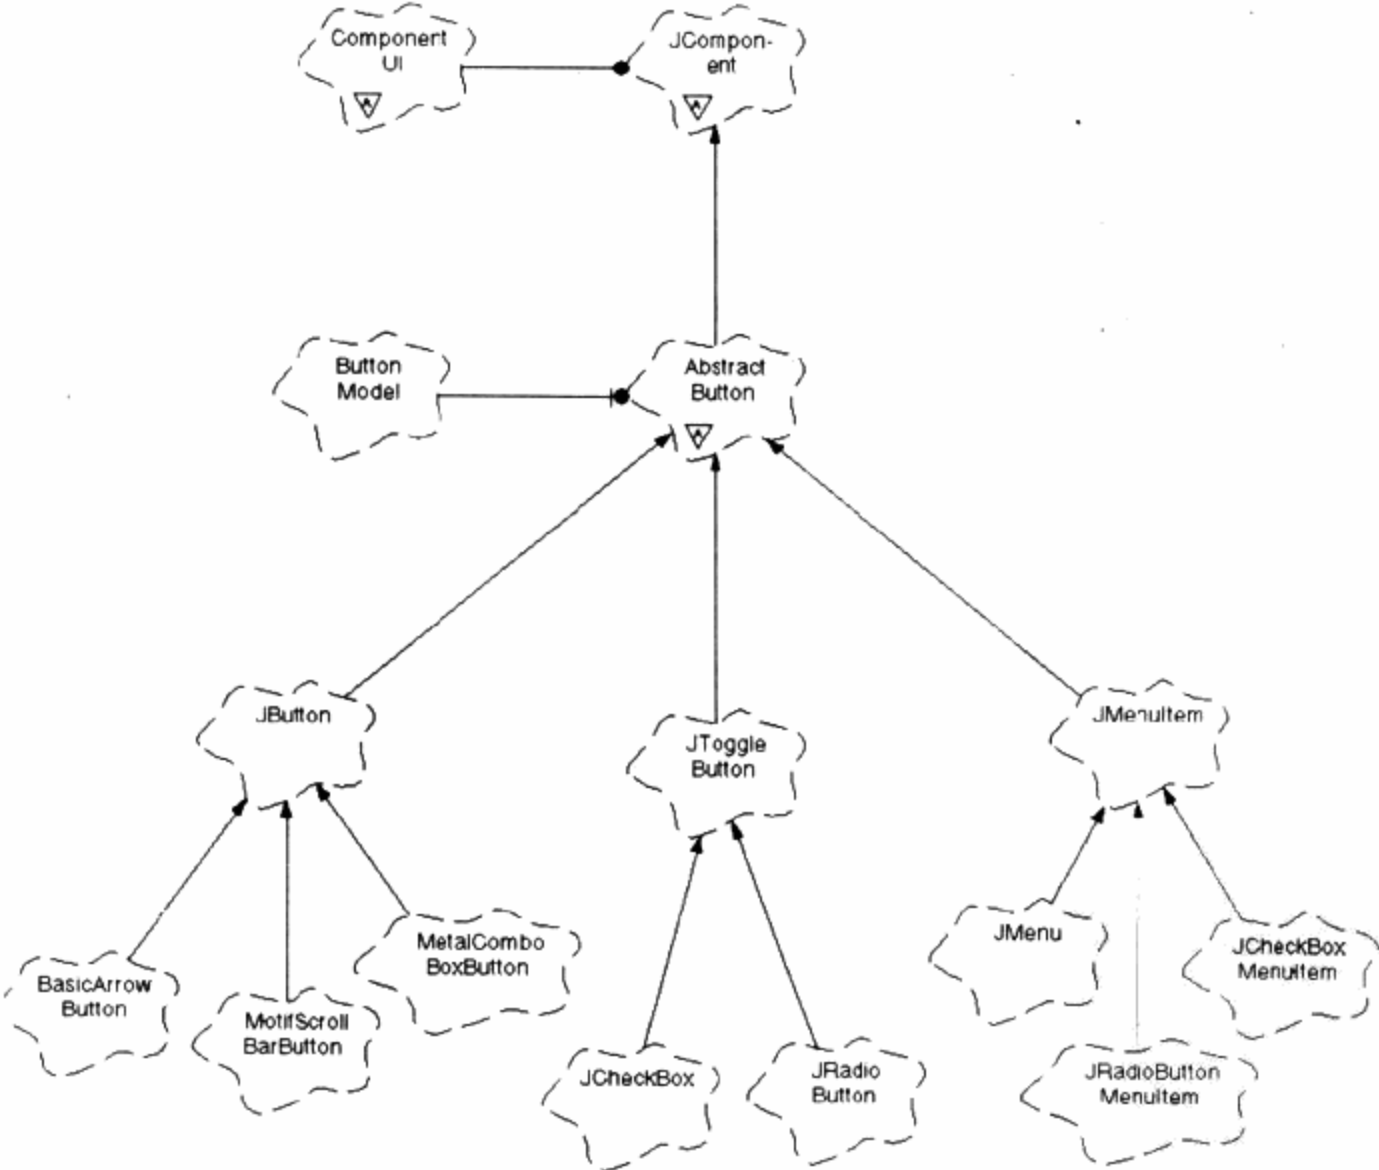 Component
UI
JCompon-
ent
A
A
Button
Model
Abstract
Button
A
JButton
JToggle
Button
JMenuItem
BasicArrow
Button
MotifScroll
BarButton
MetalCombo
BoxButton
JCheckBox
JRadio
Button
JMenu
JRadioButton
MenuItem
JCheckBox
MenuItem